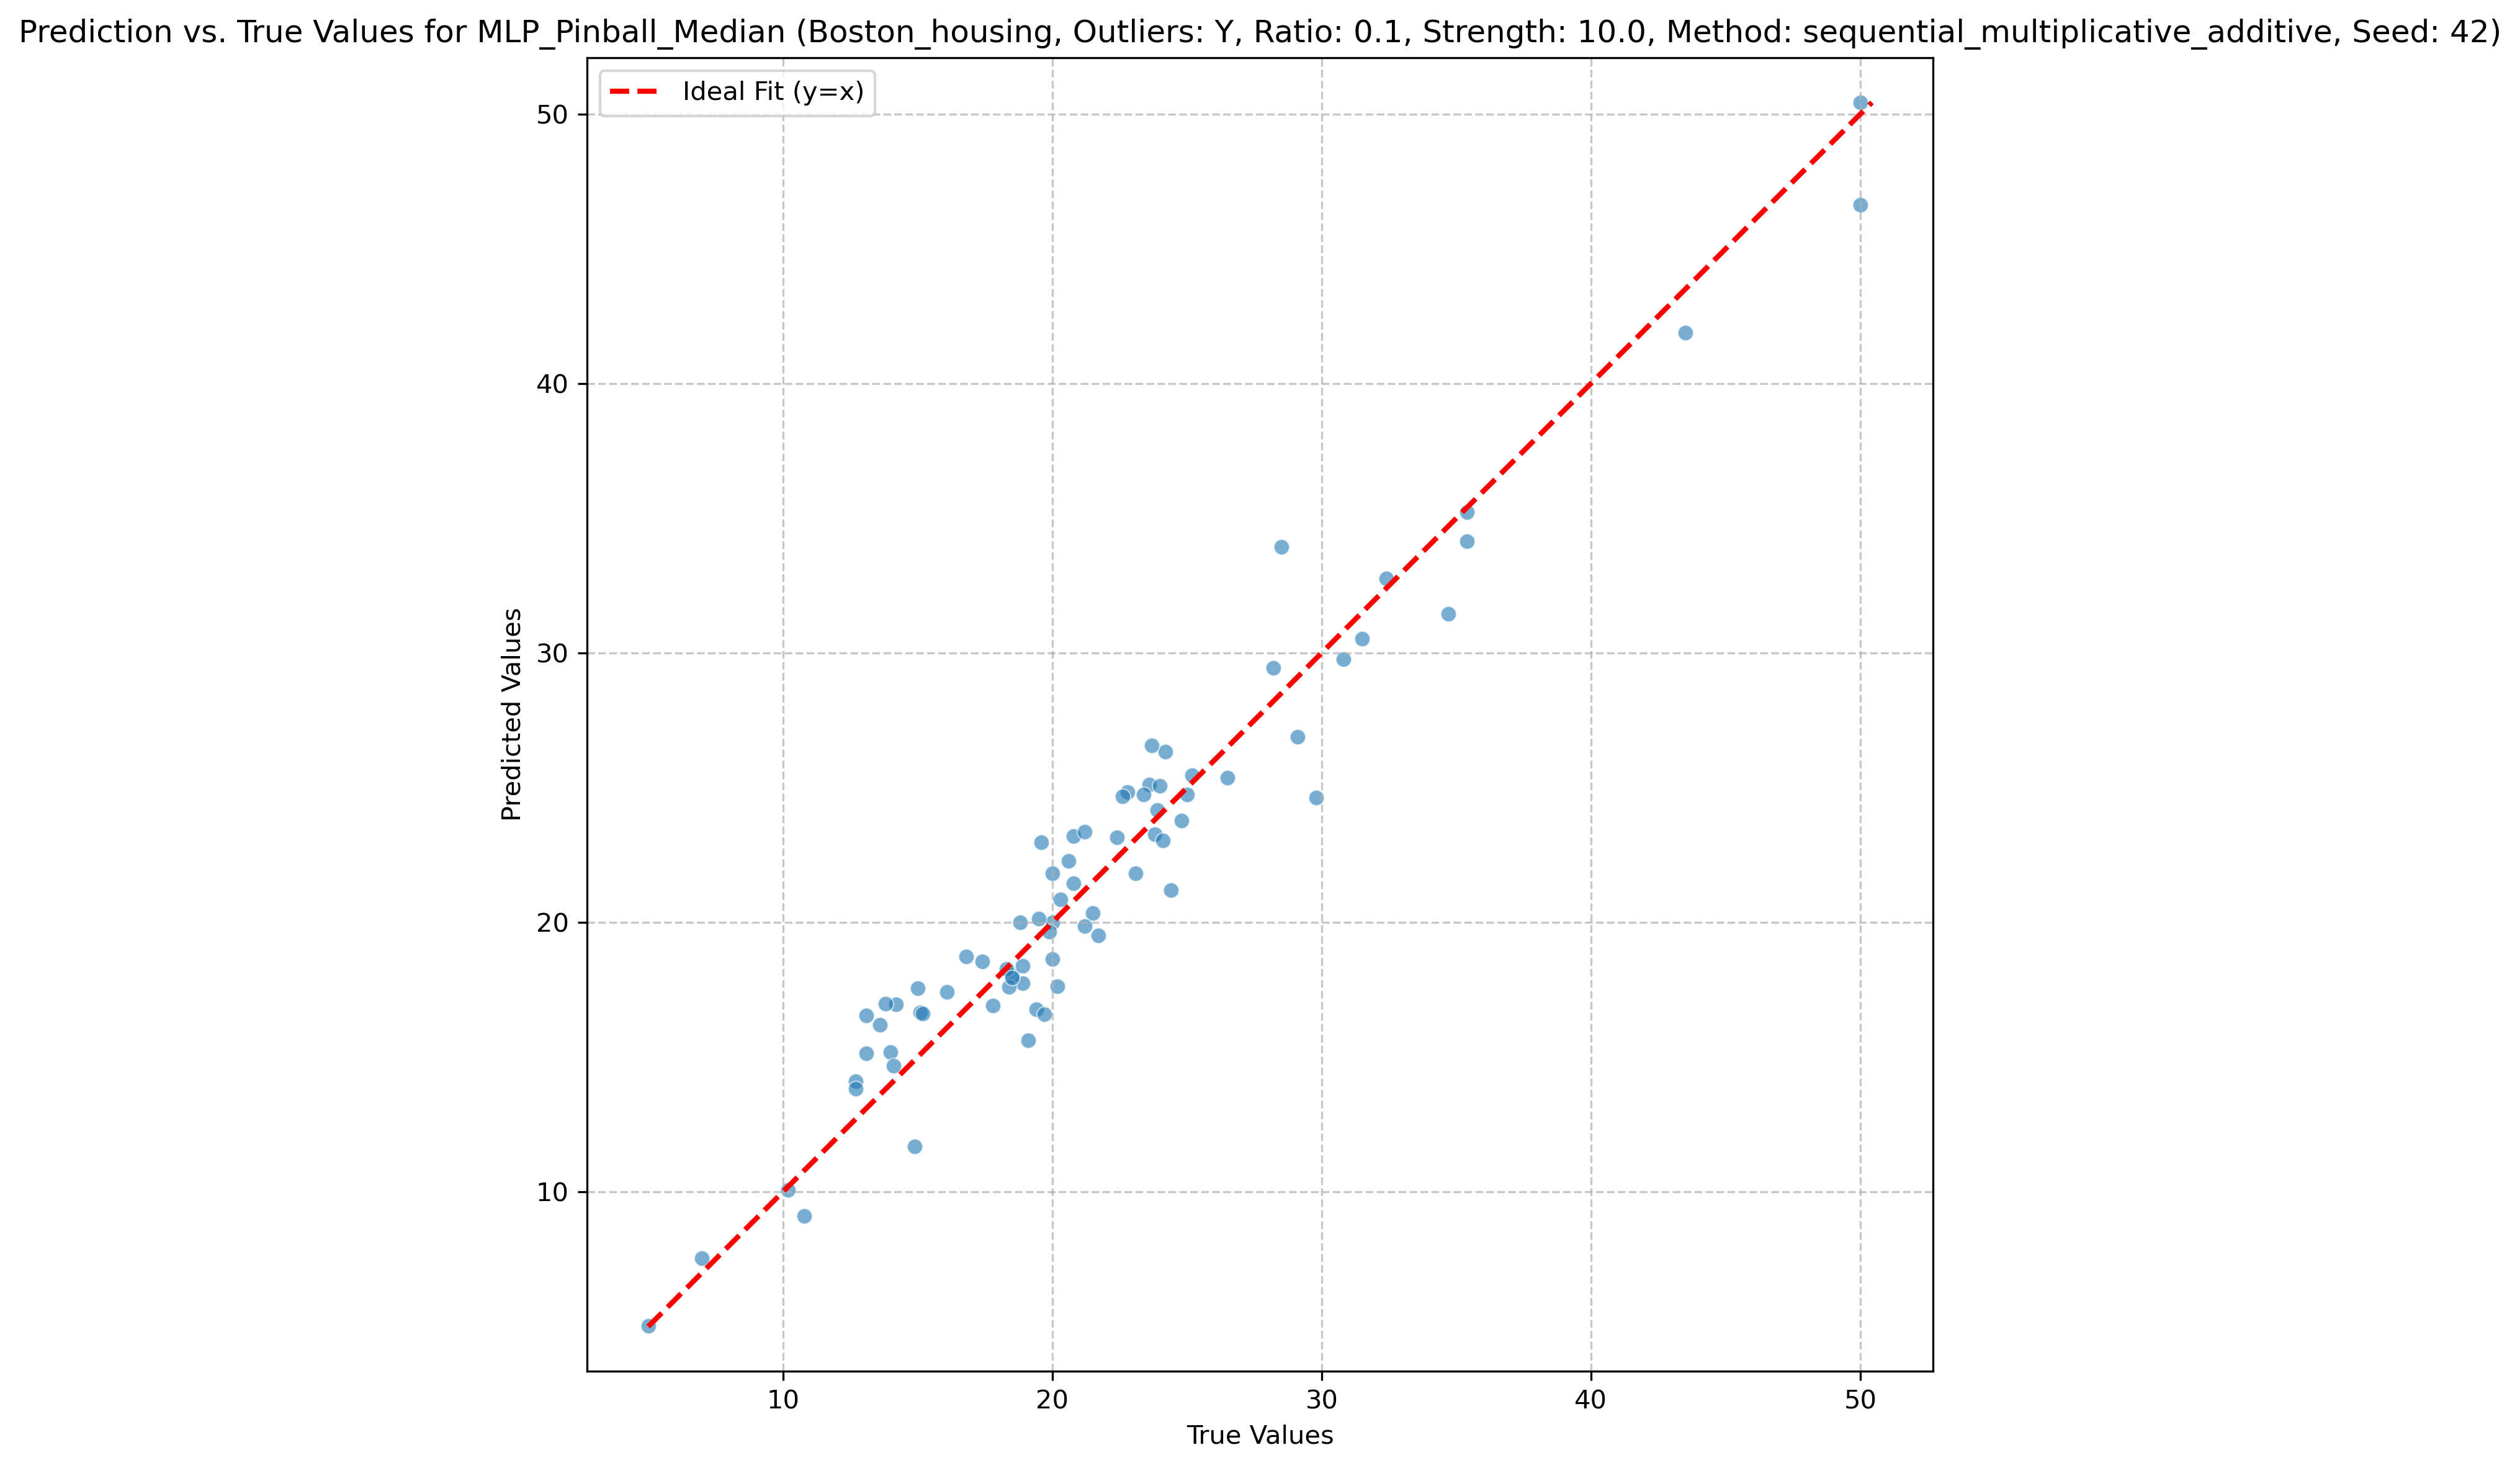 Prediction vs. True Values for MLP_Pinball_Median (Boston_housing, Outliers: Y, Ratio: 0.1, Strength: 10.0, Method: sequential_multiplicative_additive, Seed: 42)
Ideal Fit (y=x)
50
40
30
20
10
Predicted Values
10 20 30 40 50
True Values